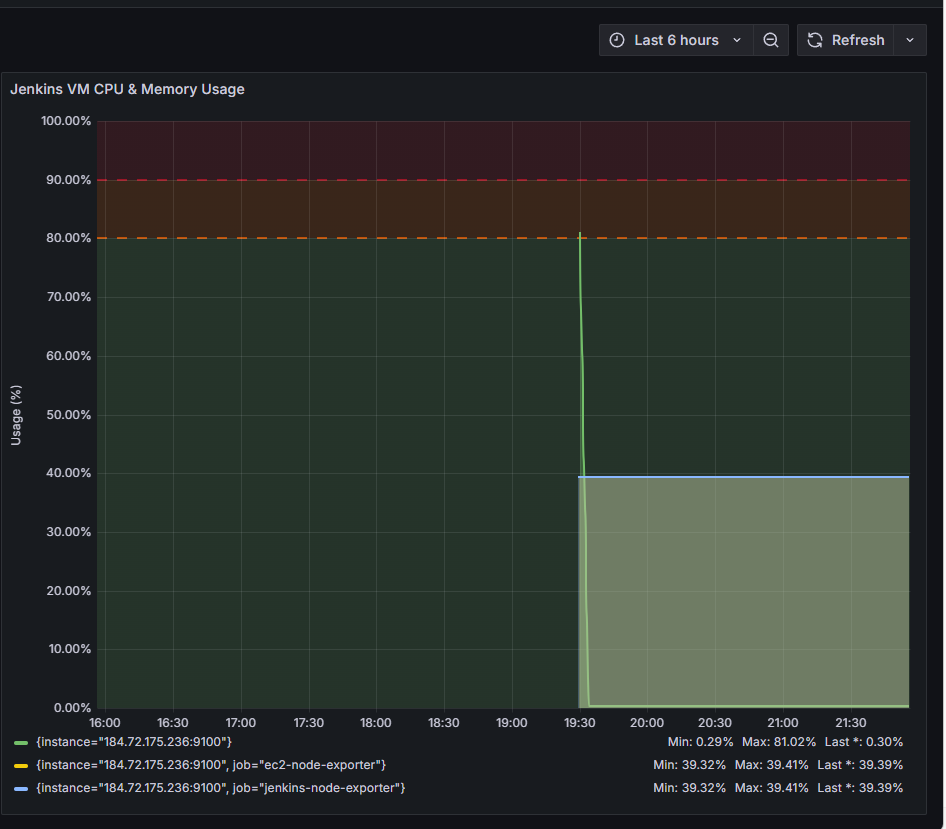 Last 6 hours Refresh
Jenkins VM CPU & Memory Usage
100.00%
90.00%
80.00%
70.00%
60.00%
50.00%
40.00%
30.00%
20.00%
10.00%
0.00%
Usage (%)
16:00 16:30 17:00 17:30 18:00 18:30 19:00 19:30 20:00 20:30 21:00 21:30
{instance="184.72.175.236:9100"} Min: 0.29% Max: 81.02% Last *: 0.30%
{instance="184.72.175.236:9100", job="ec2-node-exporter"} Min: 39.32% Max: 39.41% Last *: 39.39%
{instance="184.72.175.236:9100", job="jenkins-node-exporter"} Min: 39.32% Max: 39.41% Last *: 39.39%